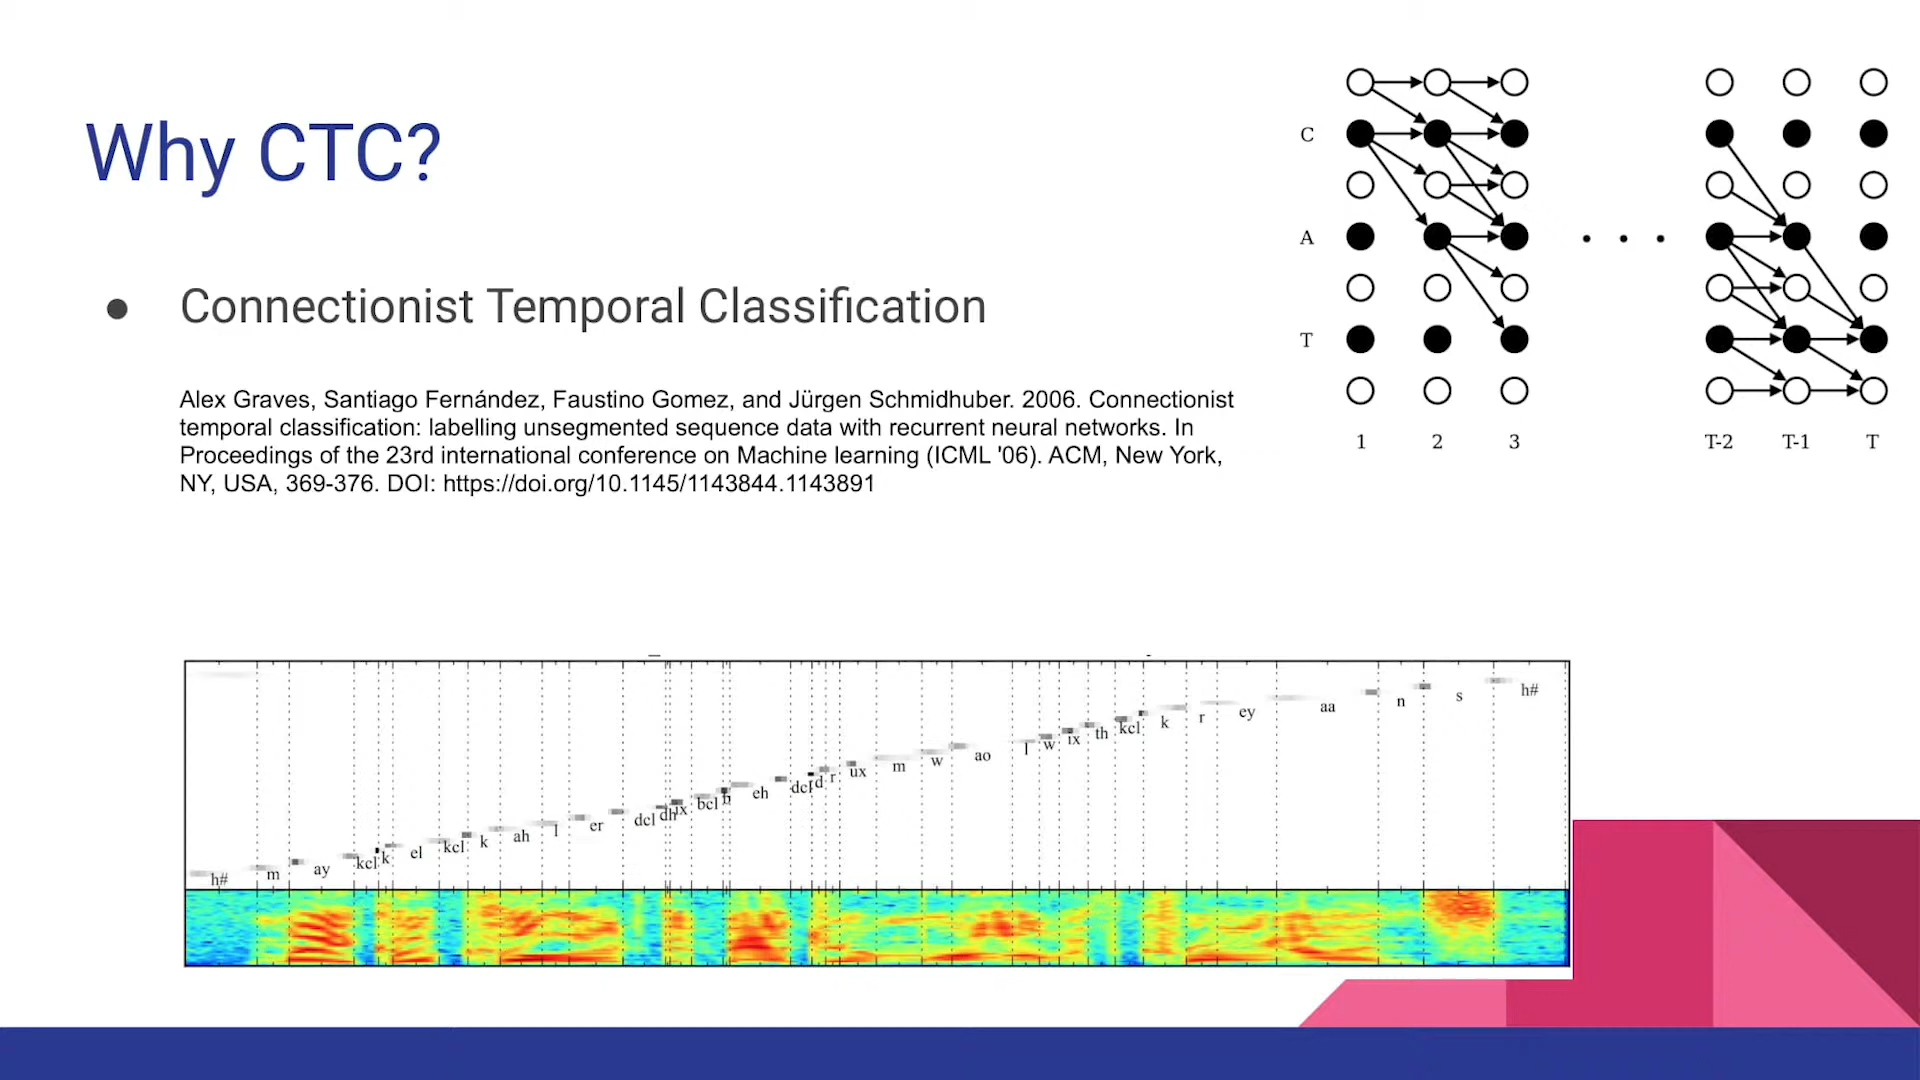 Why CTC?
● Connectionist Temporal Classification
Alex Graves, Santiago Fernández, Faustino Gomez, and Jürgen Schmidhuber. 2006. Connectionist
temporal classification: labelling unsegmented sequence data with recurrent neural networks. In
Proceedings of the 23rd international conference on Machine learning (ICML '06). ACM, New York,
NY, USA, 369-376. DOI: https://doi.org/10.1145/1143844.1143891
C
A
T
1 2 3 T-2 T-1 T
h# m ay kcl k el kcl k ah l er dcl dh ix bcl b eh dcl d r ux m w ao l w ix th kcl k r ey aa n s h#